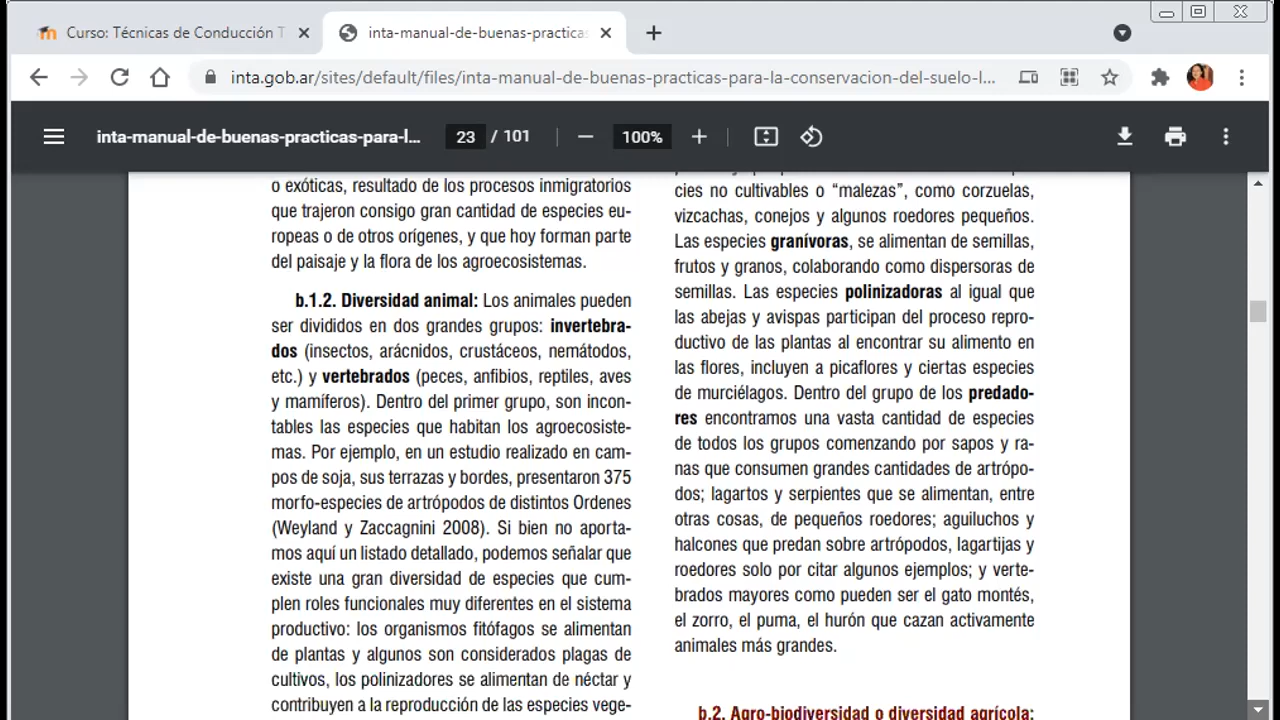 Curso: Técnicas de Conducción T
inta-manual-de-buenas-practicas
inta.gob.ar/sites/default/files/inta-manual-de-buenas-practicas-para-la-conservacion-del-suelo-l...
inta-manual-de-buenas-practicas-para-l...
23 / 101
100%
o exóticas, resultado de los procesos inmigratorios
que trajeron consigo gran cantidad de especies eu-
ropeas o de otros orígenes, y que hoy forman parte
del paisaje y la flora de los agroecosistemas.
b.1.2. Diversidad animal: Los animales pueden
ser divididos en dos grandes grupos: invertebra-
dos (insectos, arácnidos, crustáceos, nemátodos,
etc.) y vertebrados (peces, anfibios, reptiles, aves
y mamíferos). Dentro del primer grupo, son incon-
tables las especies que habitan los agroecosiste-
mas. Por ejemplo, en un estudio realizado en cam-
pos de soja, sus terrazas y bordes, presentaron 375
morfo-especies de artrópodos de distintos Ordenes
(Weyland y Zaccagnini 2008). Si bien no aporta-
mos aquí un listado detallado, podemos señalar que
existe una gran diversidad de especies que cum-
plen roles funcionales muy diferentes en el sistema
productivo: los organismos fitófagos se alimentan
de plantas y algunos son considerados plagas de
cultivos, los polinizadores se alimentan de néctar y
contribuyen a la reproducción de las especies vege-
cies no cultivables o “malezas”, como corzuelas,
vizcachas, conejos y algunos roedores pequeños.
Las especies granívoras, se alimentan de semillas,
frutos y granos, colaborando como dispersoras de
semillas. Las especies polinizadoras al igual que
las abejas y avispas participan del proceso repro-
ductivo de las plantas al encontrar su alimento en
las flores, incluyen a picaflores y ciertas especies
de murciélagos. Dentro del grupo de los predado-
res encontramos una vasta cantidad de especies
de todos los grupos comenzando por sapos y ra-
nas que consumen grandes cantidades de artrópo-
dos; lagartos y serpientes que se alimentan, entre
otras cosas, de pequeños roedores; aguiluchos y
halcones que predan sobre artrópodos, lagartijas y
roedores solo por citar algunos ejemplos; y verte-
brados mayores como pueden ser el gato montés,
el zorro, el puma, el hurón que cazan activamente
animales más grandes.
b.2. Agro-biodiversidad o diversidad agrícola: